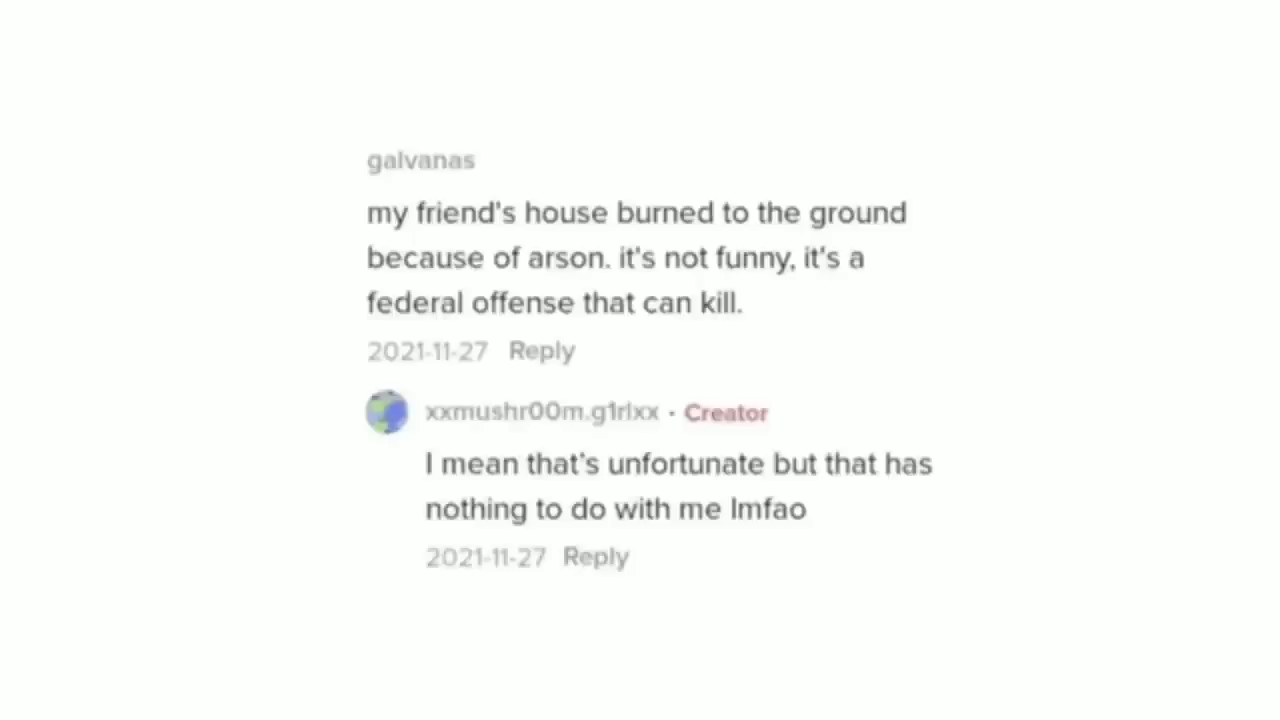 galvanas
my friend's house burned to the ground
because of arson. it's not funny, it's a
federal offense that can kill.
2021-11-27 Reply
xxmushr00m.g1rlxx · Creator
I mean that's unfortunate but that has
nothing to do with me lmfao
2021-11-27 Reply